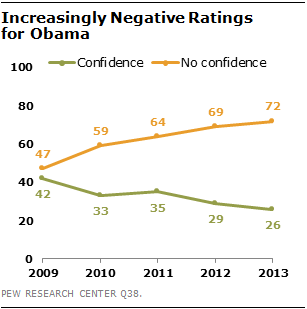 Increasingly Negative Ratings
for Obama
Confidence No confidence
100
80
60
40
20
0
47 59 64 69 72
42 33 35 29 26
2009 2010 2011 2012 2013
PEW RESEARCH CENTER Q38.